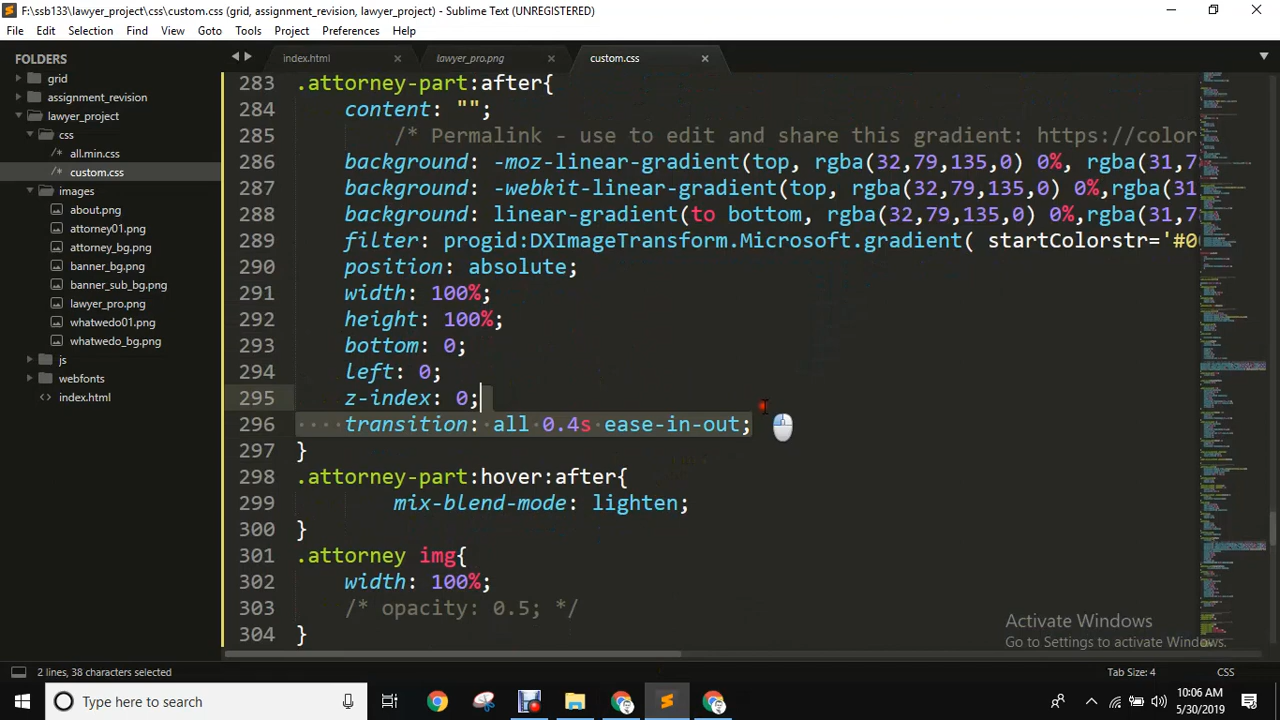 F:\ssb133\lawyer_project\css\custom.css (grid, assignment_revision, lawyer_project) - Sublime Text (UNREGISTERED)
File Edit Selection Find View Goto Tools Project Preferences Help
FOLDERS
grid
assignment_revision
lawyer_project
css
all.min.css
custom.css
images
about.png
attorney01.png
attorney_bg.png
banner_bg.png
banner_sub_bg.png
lawyer_pro.png
whatwedo01.png
whatwedo_bg.png
js
webfonts
index.html
index.html lawyer_pro.png custom.css
283 .attorney-part:after{
284 content: "";
285 /* Permalink - use to edit and share this gradient: https://color
286 background: -moz-linear-gradient(top, rgba(32,79,135,0) 0%, rgba(31,7
287 background: -webkit-linear-gradient(top, rgba(32,79,135,0) 0%,rgba(31
288 background: linear-gradient(to bottom, rgba(32,79,135,0) 0%,rgba(31,7
289 filter: progid:DXImageTransform.Microsoft.gradient( startColorstr='#0
290 position: absolute;
291 width: 100%;
292 height: 100%;
293 bottom: 0;
294 left: 0;
295 z-index: 0;
296 transition: all 0.4s ease-in-out;
297 }
298 .attorney-part:hover:after{
299 mix-blend-mode: lighten;
300 }
301 .attorney img{
302 width: 100%;
303 /* opacity: 0.5; */
304 }
Activate Windows
Go to Settings to activate Windows.
2 lines, 38 characters selected Tab Size: 4 CSS
Type here to search
10:06 AM
5/30/2019